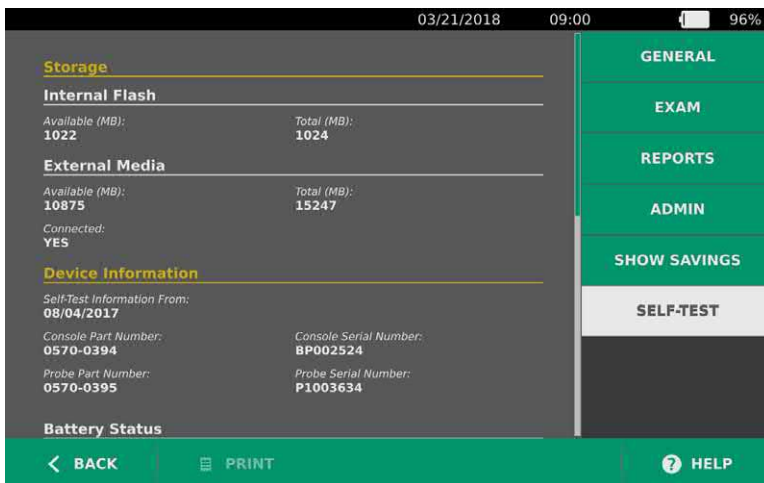 03/21/2018 09:00 96%
Storage
Internal Flash
Available (MB): Total (MB):
1022 1024
External Media
Available (MB): Total (MB):
10875 15247
Connected:
YES
Device Information
Self-Test Information From:
08/04/2017
Console Part Number: Console Serial Number:
0570-0394 BP002524
Probe Part Number: Probe Serial Number:
0570-0395 P1003634
Battery Status
GENERAL
EXAM
REPORTS
ADMIN
SHOW SAVINGS
SELF-TEST
BACK PRINT ? HELP